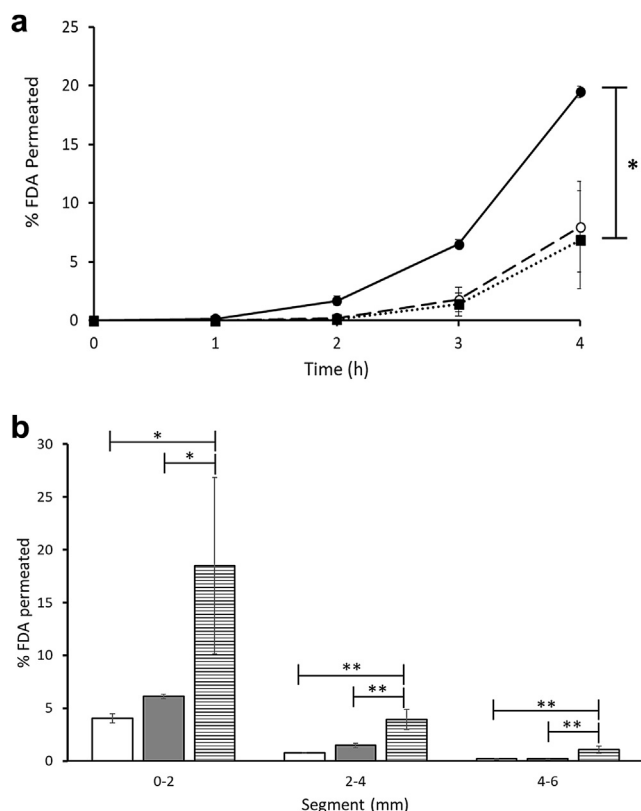 a
25
20
15
10
5
0
% FDA Permeated
*
0 1 2 3 4
Time (h)
b
30
25
20
15
10
5
0
% FDA permeated
*
*
**
**
**
**
0-2 2-4 4-6
Segment (mm)